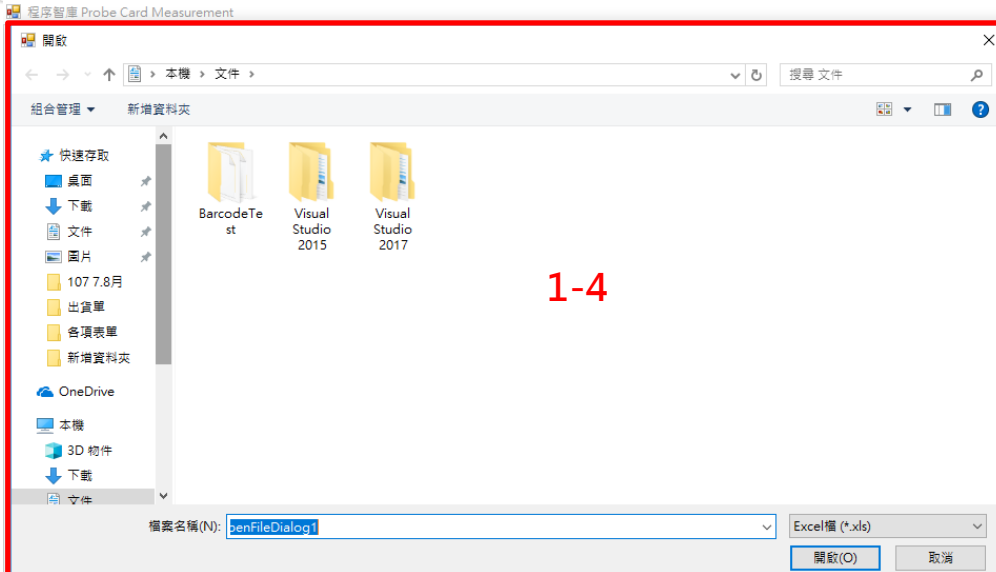 程序智庫 Probe Card Measurement
開啟
本機 › 文件 ›
搜尋 文件
組合管理
新增資料夾
快速存取
桌面
下載
文件
圖片
107 7.8月
出貨單
各項表單
新增資料夾
OneDrive
本機
3D 物件
下載
文件
BarcodeTe
st
Visual
Studio
2015
Visual
Studio
2017
1-4
檔案名稱(N):
penFileDialog1
Excel檔 (*.xls)
開啟(O)
取消